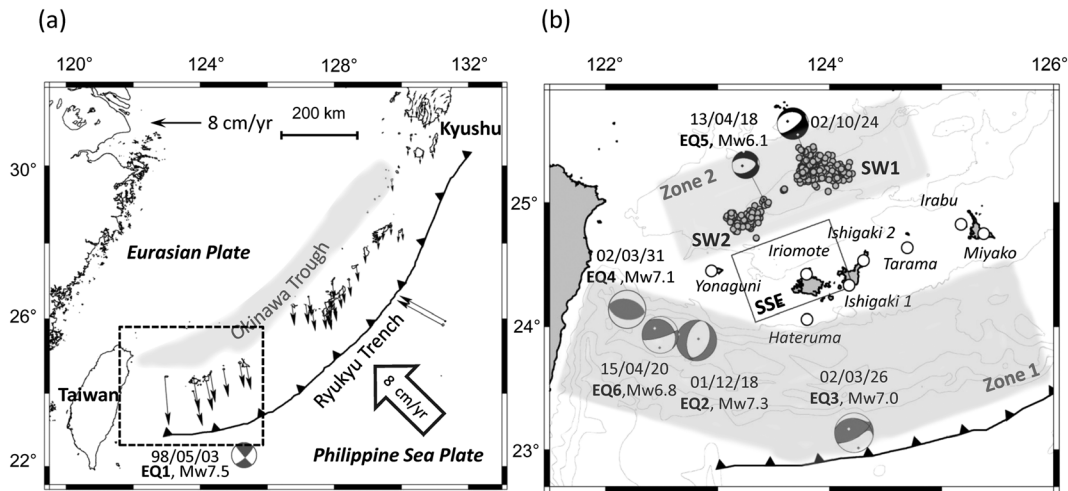 (a)
120°
124°
128°
132°
8 cm/yr
200 km
Kyushu
30°
Eurasian Plate
Okinawa Trough
26°
Ryukyu Trench
Taiwan
8 cm/yr
98/05/03
EQ1, Mw7.5
Philippine Sea Plate
22°
(b)
122°
124°
126°
13/04/18
EQ5, Mw6.1
02/10/24
SW1
Zone 2
25°
Irabu
SW2
Ishigaki 2
02/03/31
EQ4, Mw7.1
Iriomote
Yonaguni
Tarama
Miyako
SSE
Ishigaki 1
24°
Hateruma
15/04/20
EQ6, Mw6.8
01/12/18
EQ2, Mw7.3
02/03/26
EQ3, Mw7.0
Zone 1
23°